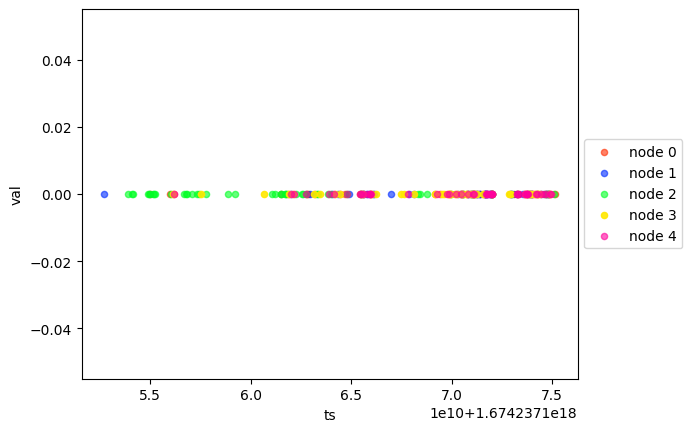 0.04
0.02
0.00
−0.02
−0.04
val
5.5
6.0
6.5
7.0
7.5
ts
1e10+1.6742371e18
node 0
node 1
node 2
node 3
node 4